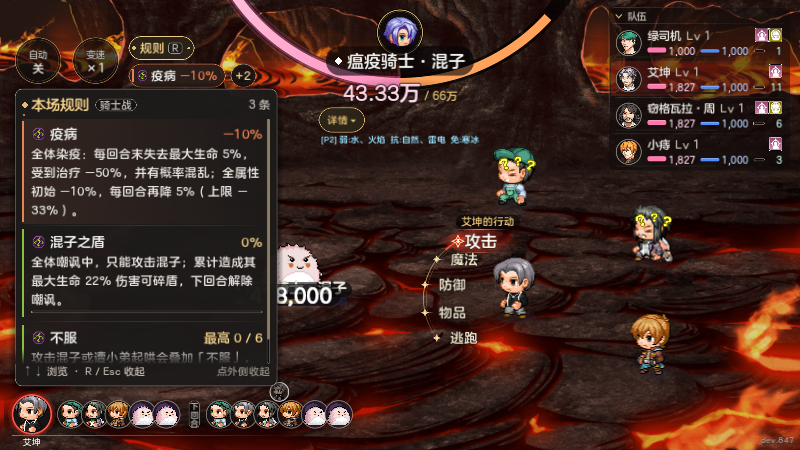 自动
关
变速
×1
规则 R
疫病 −10%
+2
瘟疫骑士·混子
43.33万 / 66万
详情
[P2] 弱:水、火焰 抗:自然、雷电 免:寒冰
队伍
绿司机 Lv 1
1,000 1,000 1
艾坤 Lv 1
1,827 1,000 11
窃格瓦拉·周 Lv 1
1,827 1,000 6
小痔 Lv 1
1,827 1,000 3
本场规则 骑士战 3 条
疫病 −10%
全体染疫：每回合末失去最大生命 5%，
受到治疗 −50%，并有概率混乱；全属性
初始 −10%，每回合再降 5%（上限 −
33%）。
混子之盾 0%
全体嘲讽中，只能攻击混子；累计造成其
最大生命 22% 伤害可碎盾，下回合解除
嘲讽。
不服 最高 0 / 6
攻击混子或遭小弟起哄会叠加「不服」，
↑↓ 浏览 · R / Esc 收起 点外侧收起
艾坤的行动
攻击
魔法
防御
物品
逃跑
8,000
? ? ?
? ? ?
艾坤
下回合
dev.847